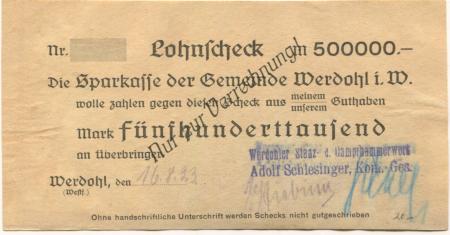 Nr. Lohnscheck M 500000.—
Die Sparkasse der Gemeinde Werdohl i. W.
wolle zahlen gegen diesen Scheck aus meinem unserem Guthaben
Mark fünfhunderttausend
an Überbringer
Nur zur Verrechnung!
Werdohler Stanz- d. Dampfhammerwerk
Adolf Schlesinger, Kom.-Ges.
Werdohl, den 16.8.23
(Westf.)
Ohne handschriftliche Unterschrift werden Schecks nicht gutgeschrieben
20.-